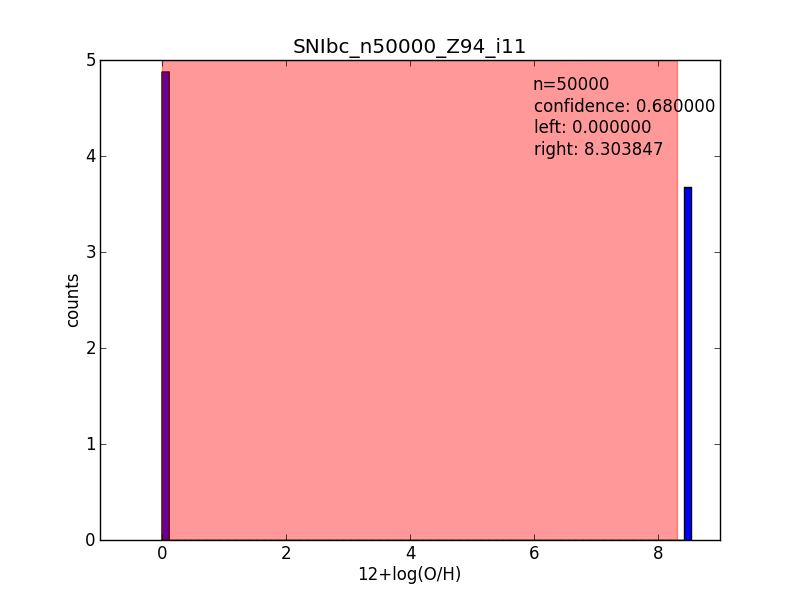 SNIbc_n50000_Z94_i11
n=50000
confidence: 0.680000
left: 0.000000
right: 8.303847
5
4
3
2
1
0
counts
0 2 4 6 8
12+log(O/H)